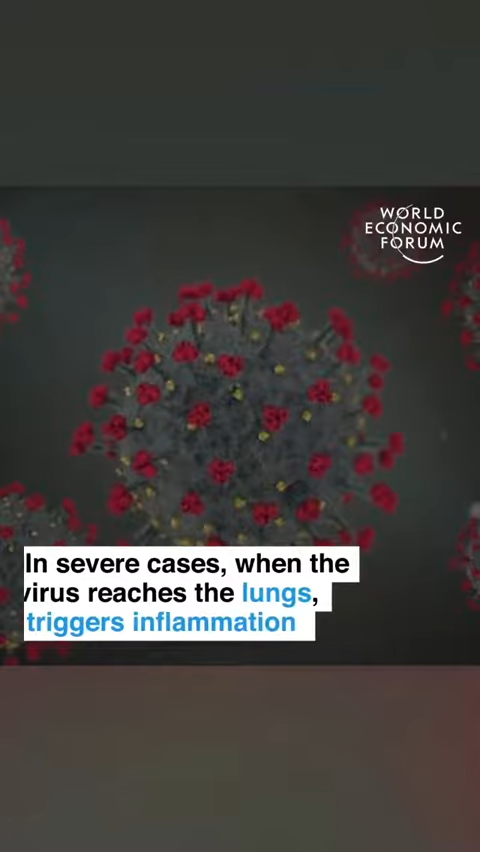 WORLD
ECONOMIC
FORUM
In severe cases, when the
virus reaches the lungs,
triggers inflammation